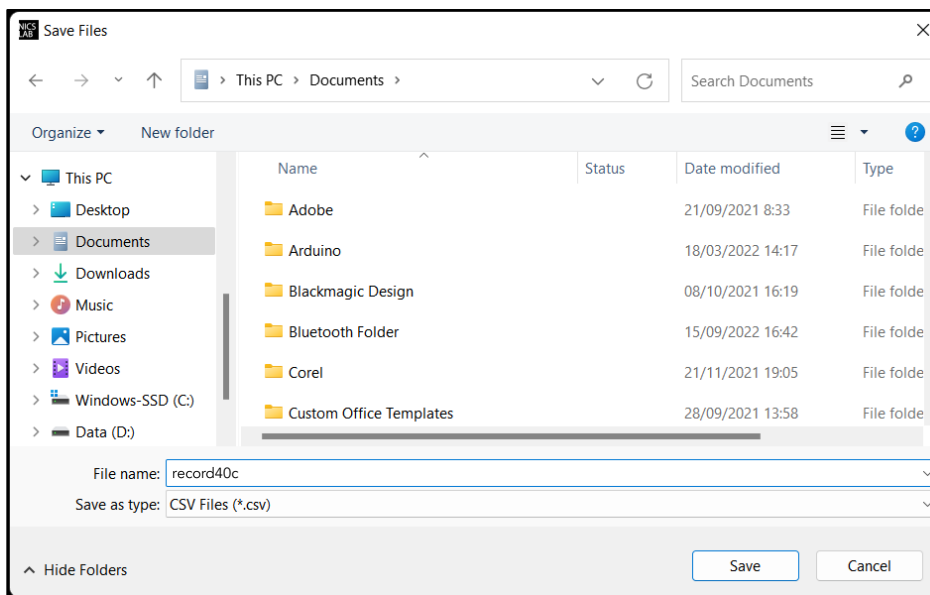 NICS
LAB
Save Files
This PC > Documents >
Search Documents
Organize
New folder
?
Name
Status
Date modified
Type
This PC
Desktop
Documents
Downloads
Music
Pictures
Videos
Windows-SSD (C:)
Data (D:)
Adobe 21/09/2021 8:33 File folde
Arduino 18/03/2022 14:17 File folde
Blackmagic Design 08/10/2021 16:19 File folde
Bluetooth Folder 15/09/2022 16:42 File folde
Corel 21/11/2021 19:05 File folde
Custom Office Templates 28/09/2021 13:58 File folde
File name: record40c
Save as type: CSV Files (*.csv)
Hide Folders
Save
Cancel